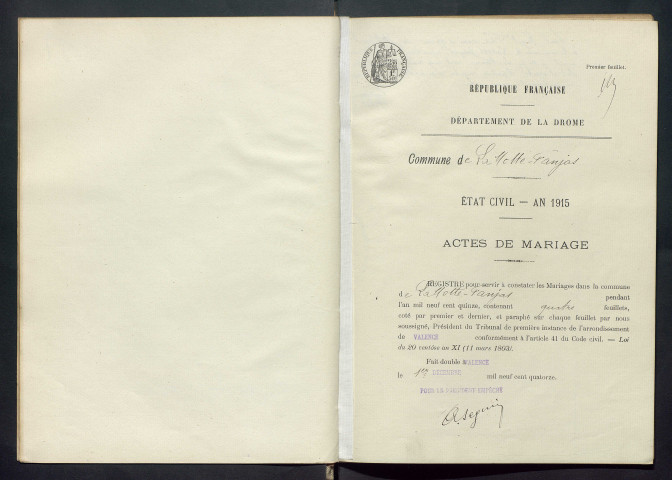 RÉPUBLIQUE FRANÇAISE
Premier feuillet.
RÉPUBLIQUE FRANÇAISE
DÉPARTEMENT DE LA DROME
Commune de La Motte-Fanjas
ÉTAT CIVIL — AN 1915
ACTES DE MARIAGE
REGISTRE pour servir à constater les Mariages dans la commune
de La Motte-Fanjas pendant
l'an mil neuf cent quinze, contenant quatre feuillets,
coté par premier et dernier, et paraphé sur chaque feuillet par nous
soussigné, Président du Tribunal de première instance de l'arrondissement
de VALENCE conformément à l'article 41 du Code civil. — Loi
du 20 ventôse an XI (11 mars 1803).
Fait double VALENCE
le DÉCEMBRE mil neuf cent quatorze.
POUR LE PRÉSIDENT EMPÊCHÉ